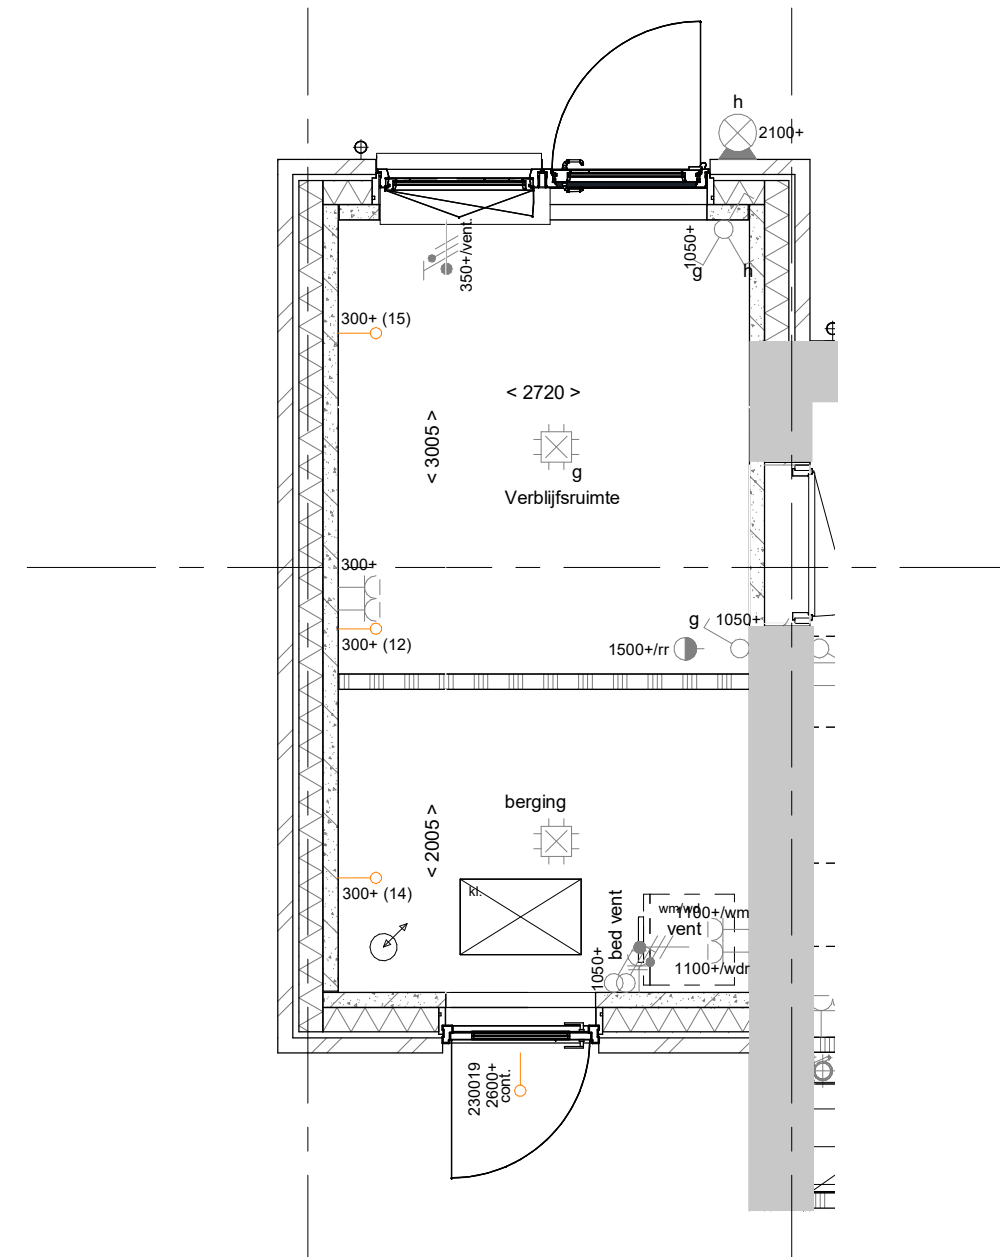 h
2100+
350+/vent.
1050+
g
h
300+ (15)
< 2720 >
< 3005 >
g
Verblijfsruimte
300+
g
1050+
300+ (12)
1500+/rr
berging
< 2005 >
300+ (14)
kl.
bed vent
wm/wd
1100+/wm
vent
1050+
1100+/wdr
230019
2600+
cont.